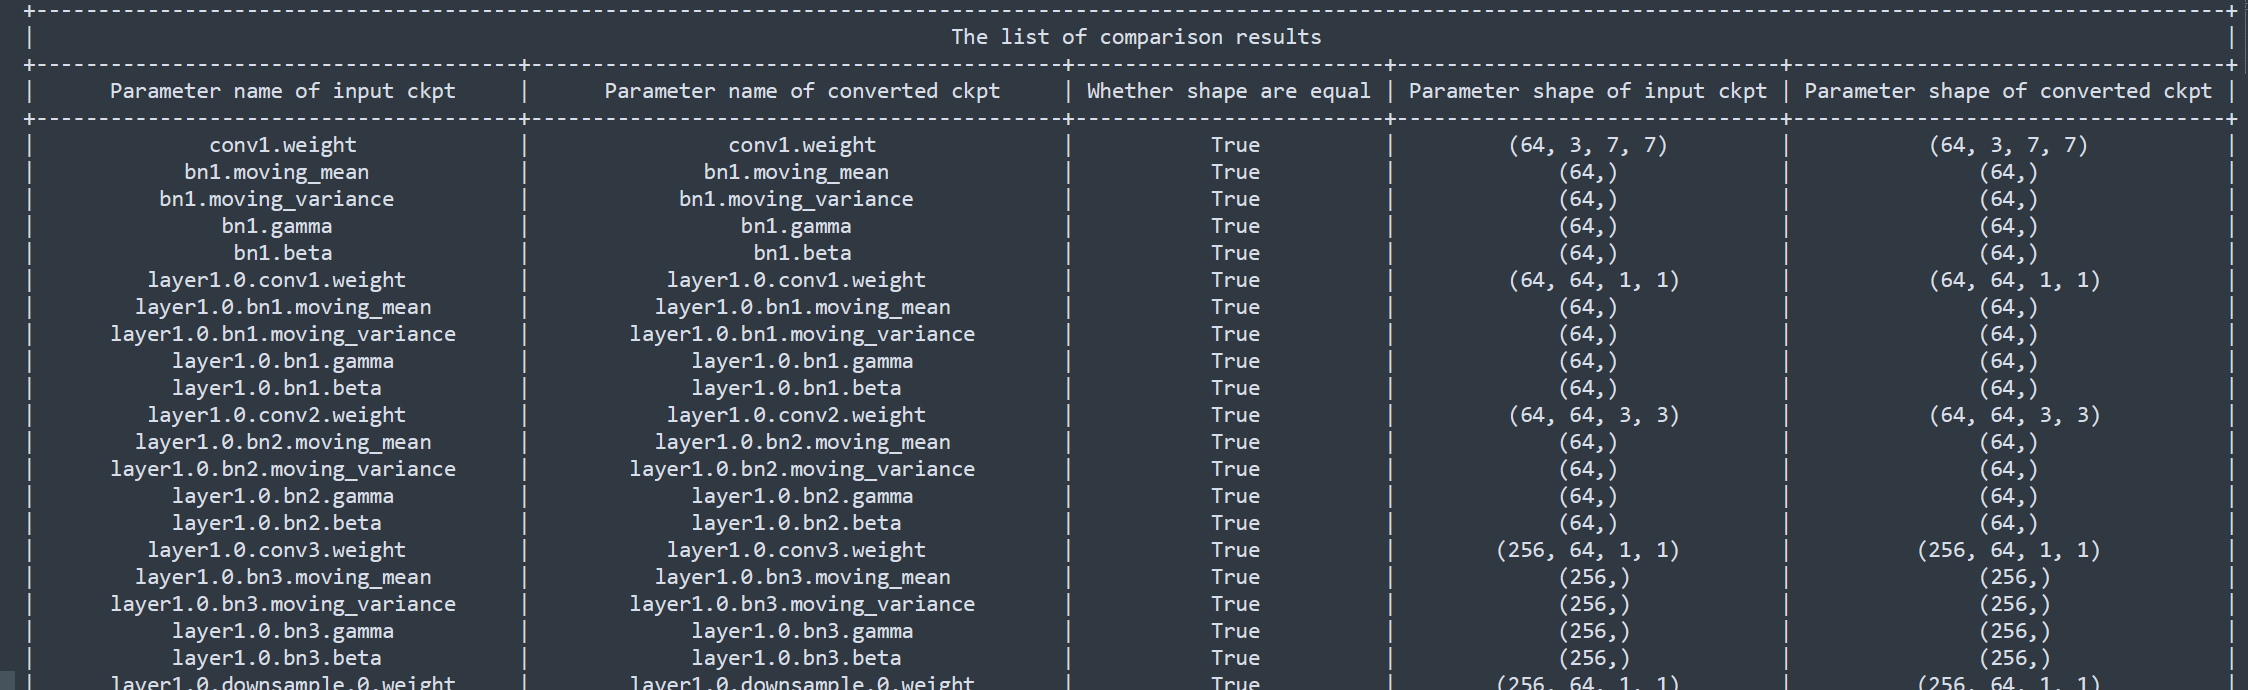 +---------------------------------------------------------------------------------------------------------------------------------------------------------------------------------+
| The list of comparison results |
+---------------------------------------+-------------------------------------------+-------------------------+-------------------------------+-----------------------------------+
| Parameter name of input ckpt | Parameter name of converted ckpt | Whether shape are equal | Parameter shape of input ckpt | Parameter shape of converted ckpt |
+---------------------------------------+-------------------------------------------+-------------------------+-------------------------------+-----------------------------------+
| conv1.weight | conv1.weight | True | (64, 3, 7, 7) | (64, 3, 7, 7) |
| bn1.moving_mean | bn1.moving_mean | True | (64,) | (64,) |
| bn1.moving_variance | bn1.moving_variance | True | (64,) | (64,) |
| bn1.gamma | bn1.gamma | True | (64,) | (64,) |
| bn1.beta | bn1.beta | True | (64,) | (64,) |
| layer1.0.conv1.weight | layer1.0.conv1.weight | True | (64, 64, 1, 1) | (64, 64, 1, 1) |
| layer1.0.bn1.moving_mean | layer1.0.bn1.moving_mean | True | (64,) | (64,) |
| layer1.0.bn1.moving_variance | layer1.0.bn1.moving_variance | True | (64,) | (64,) |
| layer1.0.bn1.gamma | layer1.0.bn1.gamma | True | (64,) | (64,) |
| layer1.0.bn1.beta | layer1.0.bn1.beta | True | (64,) | (64,) |
| layer1.0.conv2.weight | layer1.0.conv2.weight | True | (64, 64, 3, 3) | (64, 64, 3, 3) |
| layer1.0.bn2.moving_mean | layer1.0.bn2.moving_mean | True | (64,) | (64,) |
| layer1.0.bn2.moving_variance | layer1.0.bn2.moving_variance | True | (64,) | (64,) |
| layer1.0.bn2.gamma | layer1.0.bn2.gamma | True | (64,) | (64,) |
| layer1.0.bn2.beta | layer1.0.bn2.beta | True | (64,) | (64,) |
| layer1.0.conv3.weight | layer1.0.conv3.weight | True | (256, 64, 1, 1) | (256, 64, 1, 1) |
| layer1.0.bn3.moving_mean | layer1.0.bn3.moving_mean | True | (256,) | (256,) |
| layer1.0.bn3.moving_variance | layer1.0.bn3.moving_variance | True | (256,) | (256,) |
| layer1.0.bn3.gamma | layer1.0.bn3.gamma | True | (256,) | (256,) |
| layer1.0.bn3.beta | layer1.0.bn3.beta | True | (256,) | (256,) |
| layer1.0.downsample.0.weight | layer1.0.downsample.0.weight | True | (256, 64, 1, 1) | (256, 64, 1, 1) |